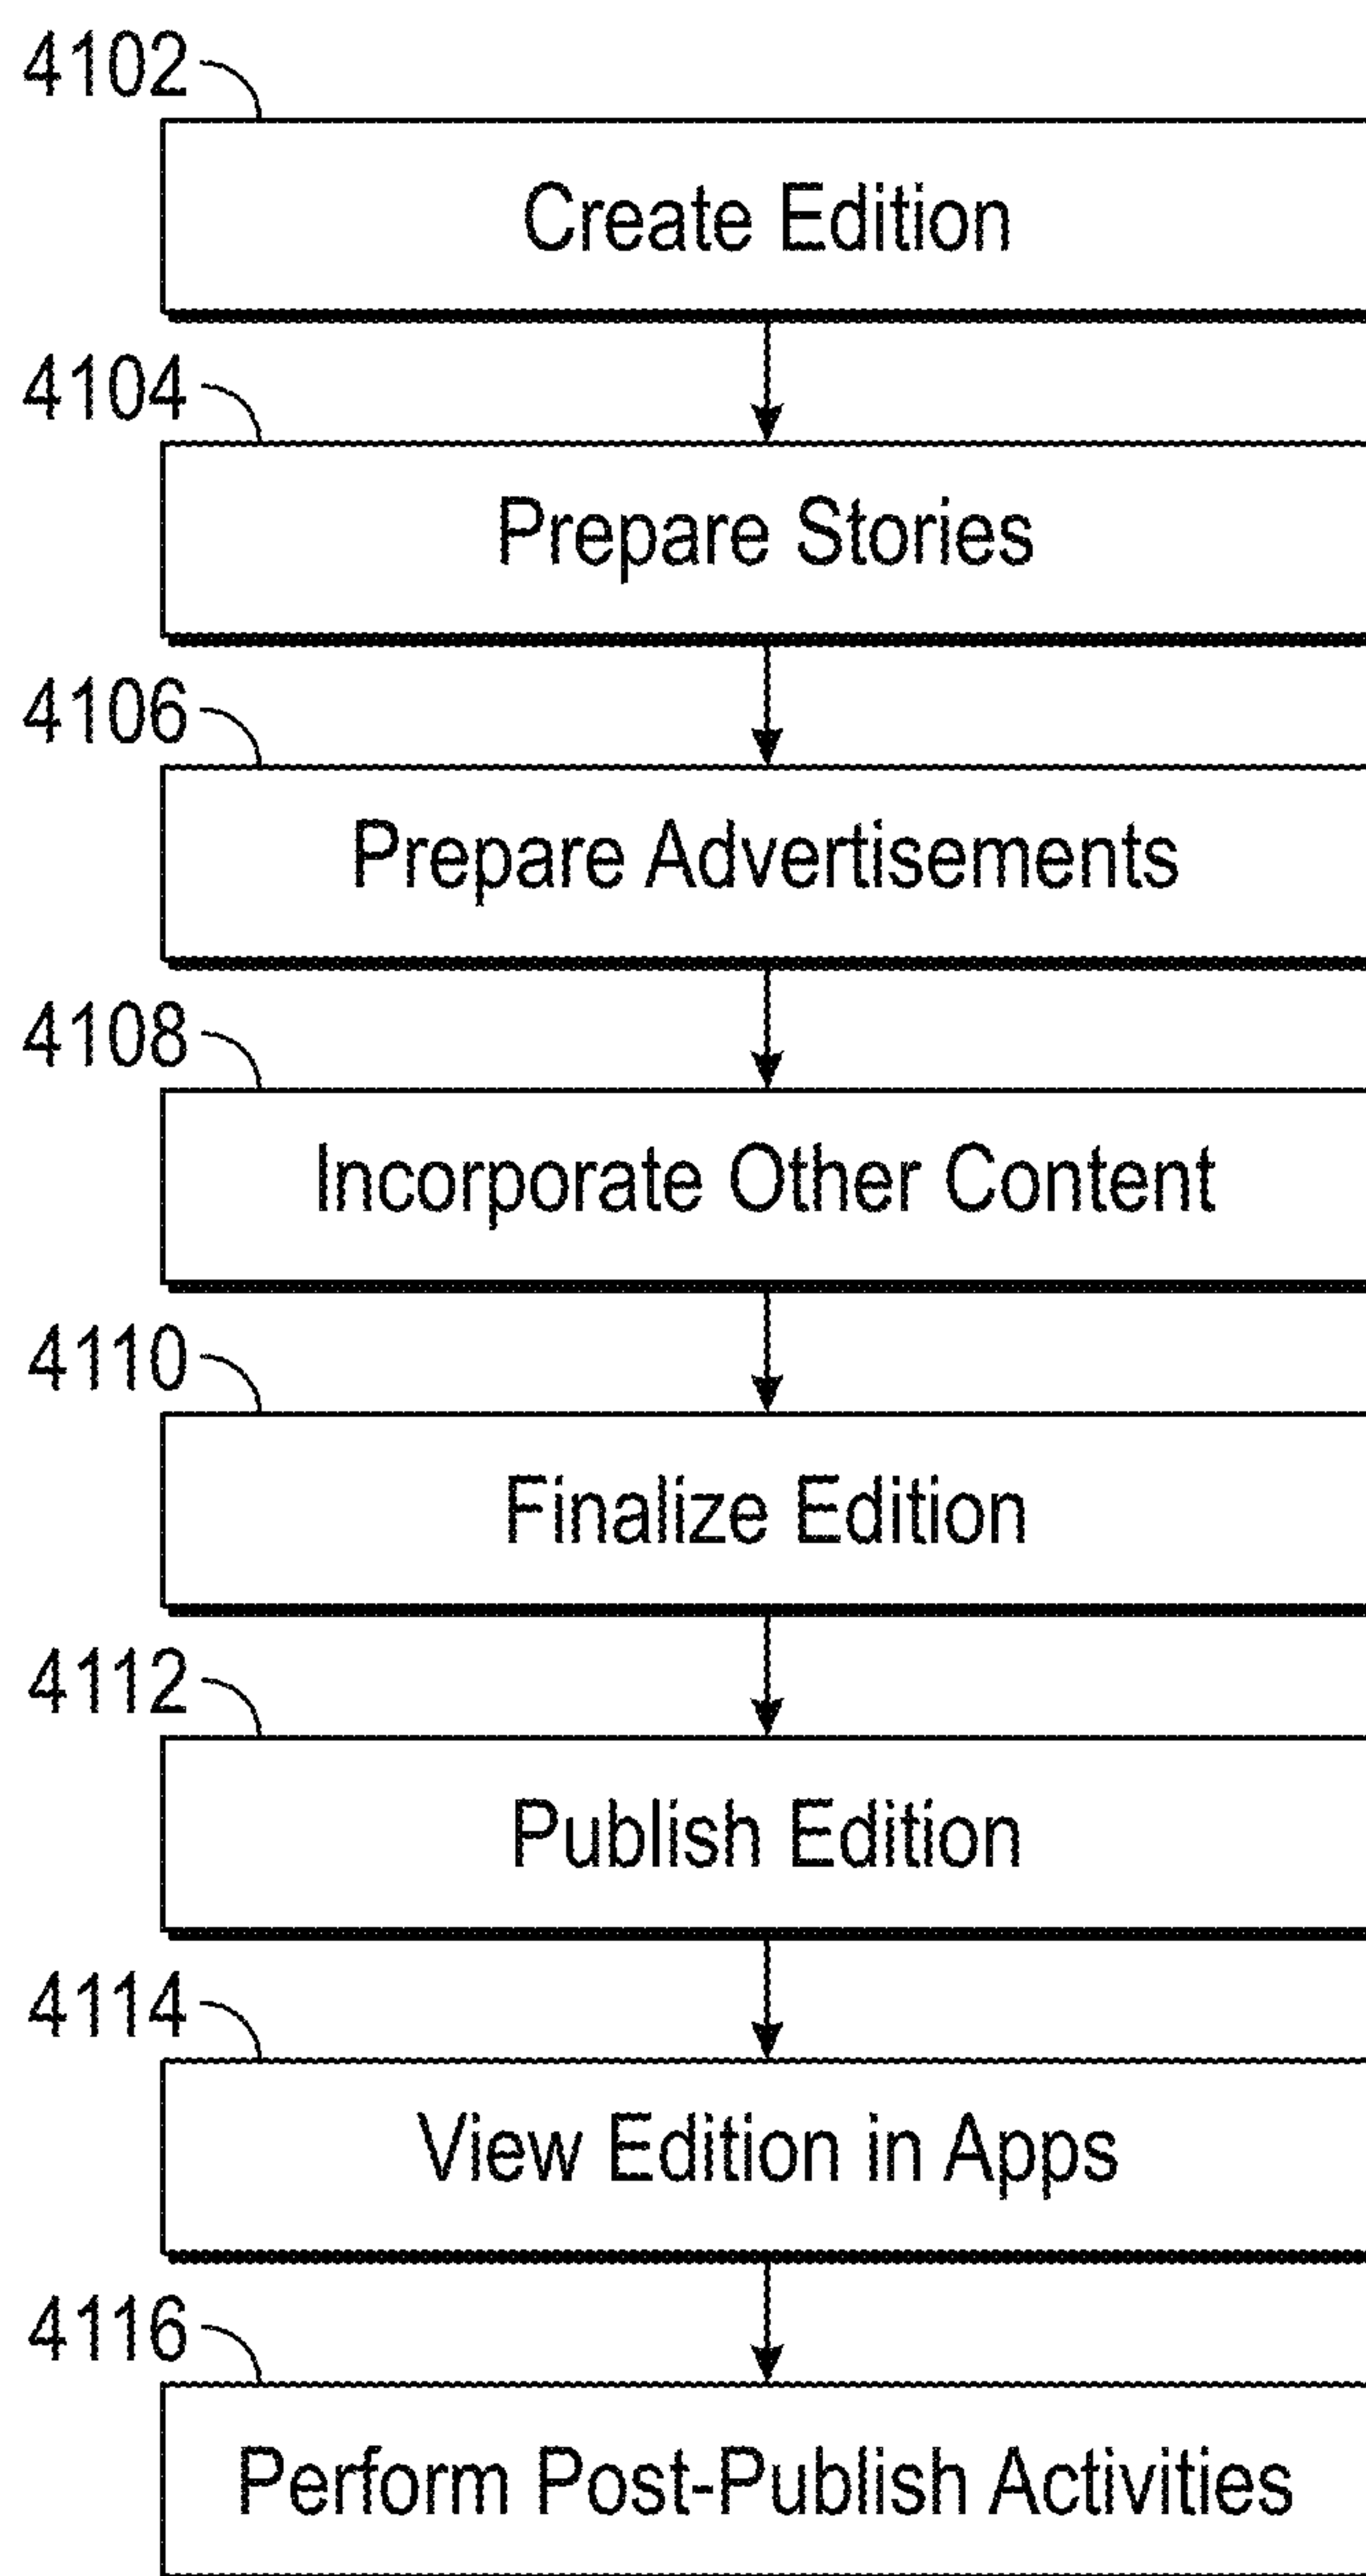 4102
Create Edition
4104
Prepare Stories
4106
Prepare Advertisements
4108
Incorporate Other Content
4110
Finalize Edition
4112
Publish Edition
4114
View Edition in Apps
4116
Perform Post-Publish Activities